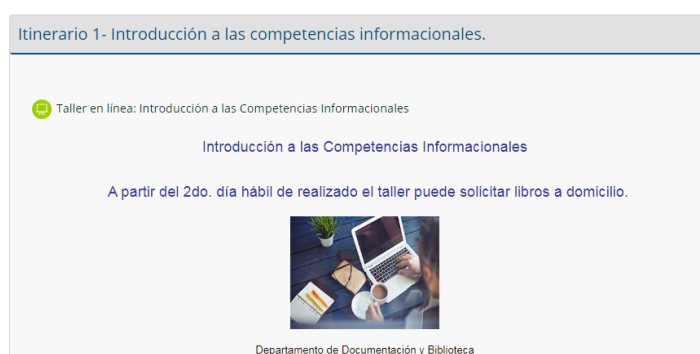 Itinerario 1- Introducción a las competencias informacionales.
Taller en línea: Introducción a las Competencias Informacionales
Introducción a las Competencias Informacionales
A partir del 2do. día hábil de realizado el taller puede solicitar libros a domicilio.
Departamento de Documentación y Biblioteca